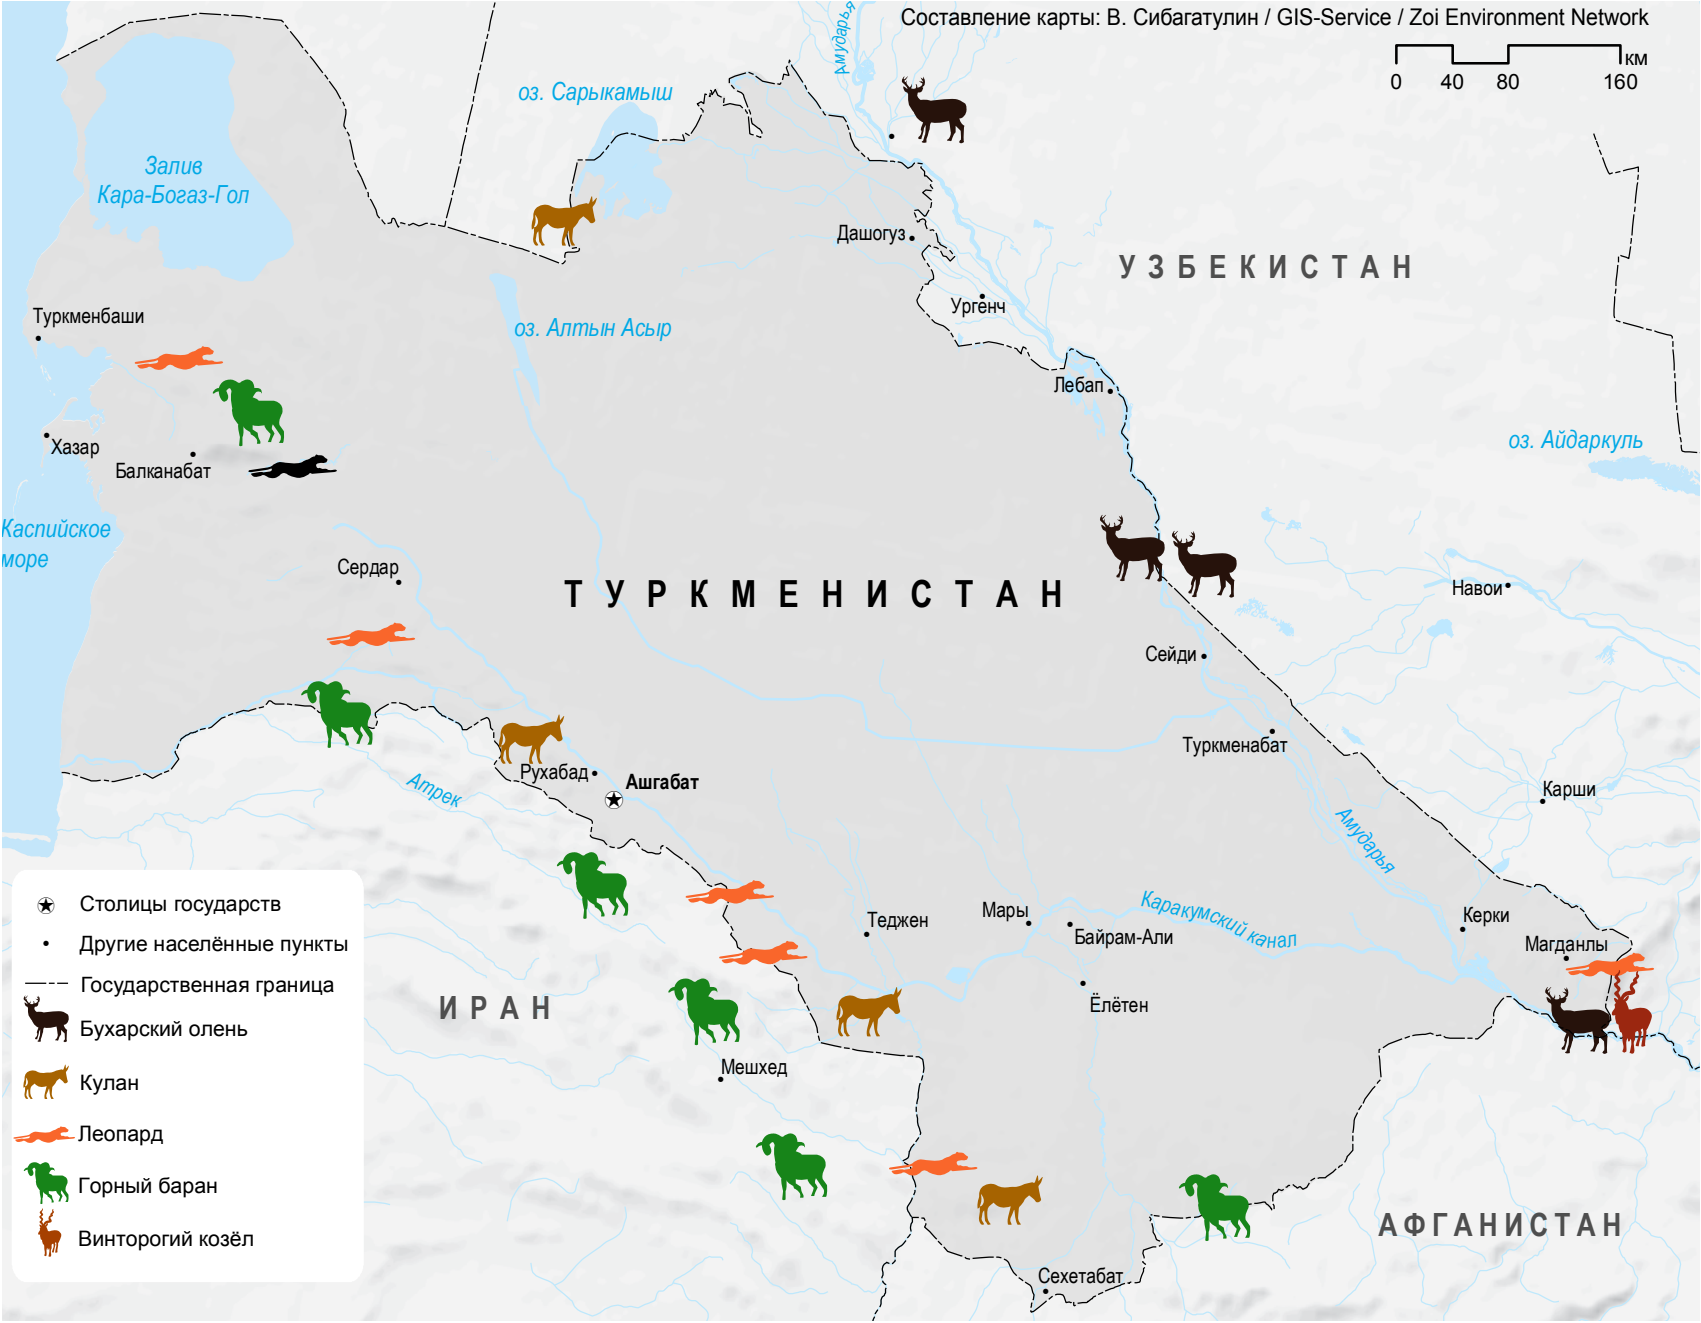 Составление карты: В. Сибагатулин / GIS-Service / Zoi Environment Network
км
0 40 80 160
Амударья
оз. Сарыкамыш
Залив
Кара-Богаз-Гол
Дашогуз
УЗБЕКИСТАН
Ургенч
Туркменбаши
оз. Алтын Асыр
Лебап
Хазар
Балканабат
оз. Айдаркуль
Каспийское
море
Сердар
ТУРКМЕНИСТАН
Навои
Сейди
Туркменабат
Рухабад
Ашгабат
Атрек
Карши
Амударья
Теджен
Мары
Байрам-Али
Каракумский канал
Керки
Магданлы
ИРАН
Ёлётен
Мешхед
АФГАНИСТАН
Сехетабат
Столицы государств
Другие населённые пункты
Государственная граница
Бухарский олень
Кулан
Леопард
Горный баран
Винторогий козёл